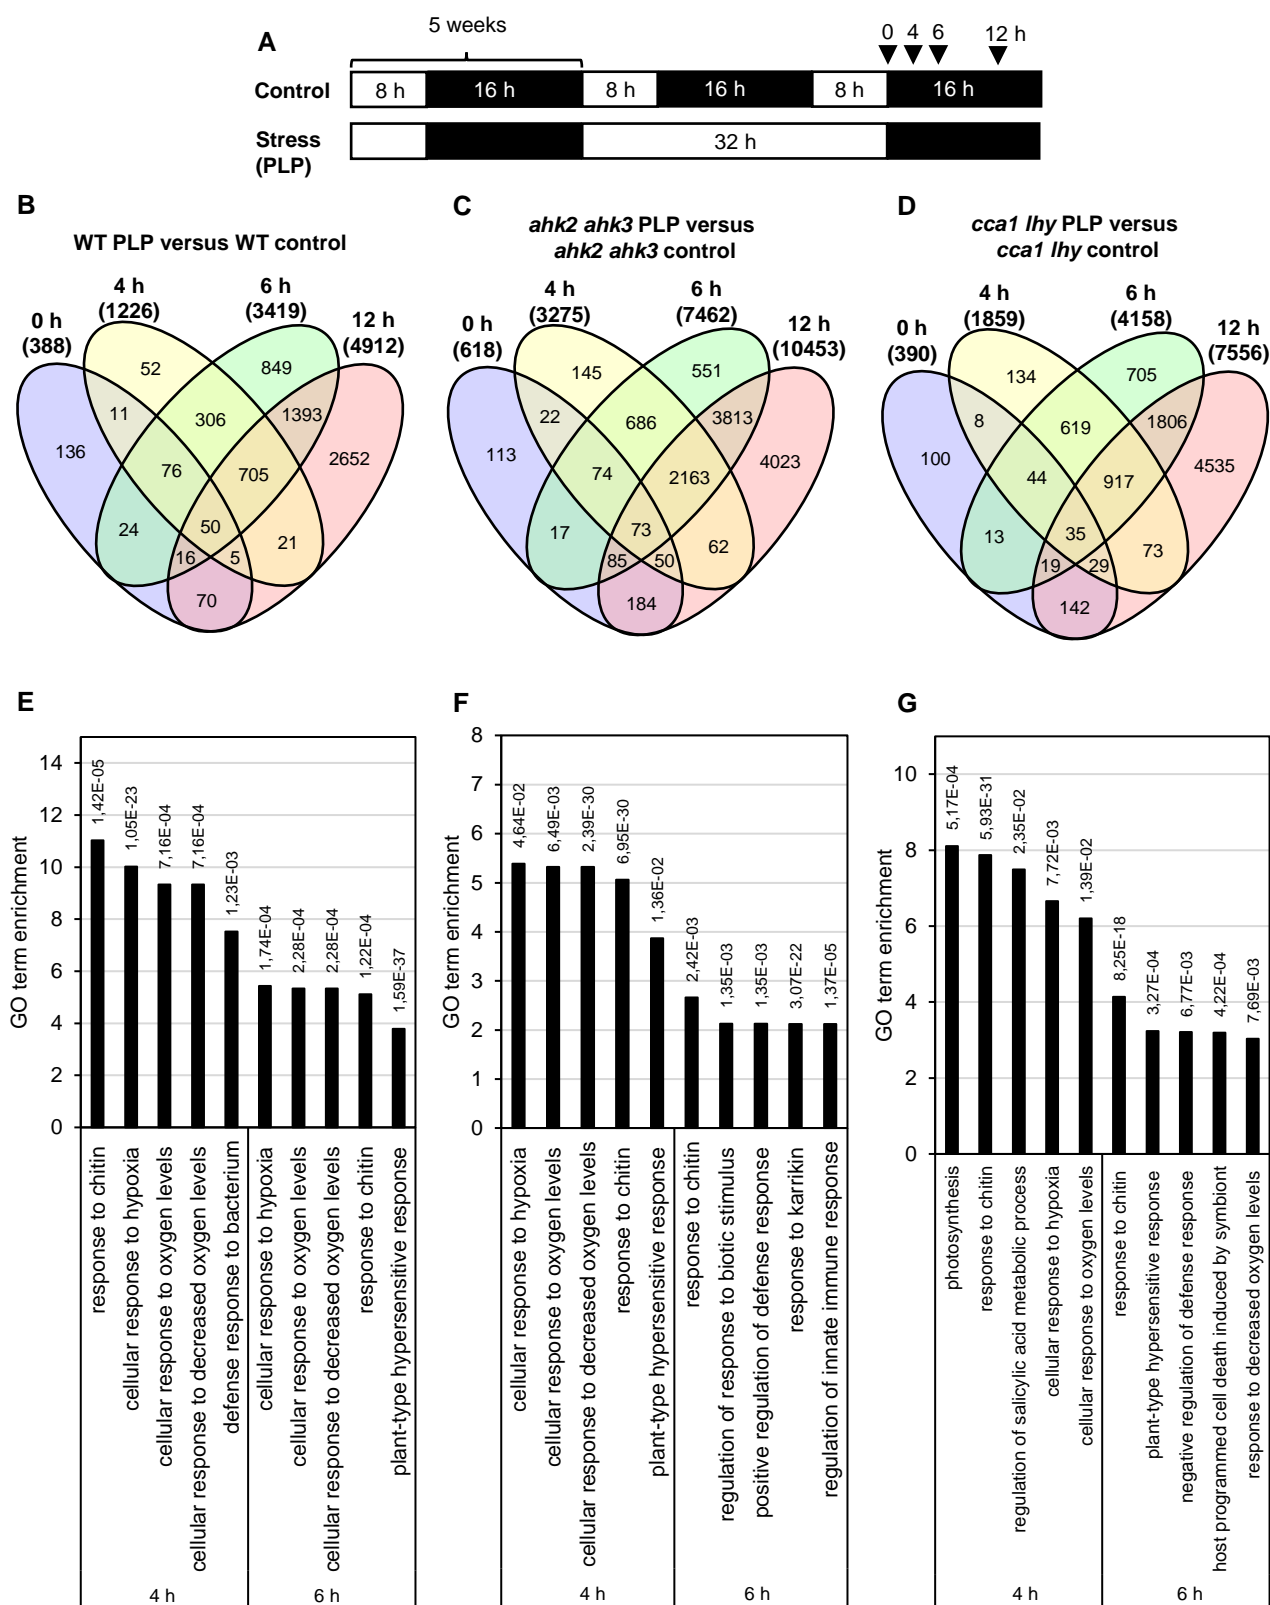 A
5 weeks
0 4 6 12 h
Control
8 h 16 h 8 h 16 h 8 h 16 h
Stress
(PLP)
32 h
B
WT PLP versus WT control
0 h
(388)
4 h
(1226)
6 h
(3419)
12 h
(4912)
52
849
11
306
1393
136
76
705
2652
24
50
21
16
5
70
C
ahk2 ahk3 PLP versus
ahk2 ahk3 control
0 h
(618)
4 h
(3275)
6 h
(7462)
12 h
(10453)
145
551
22
686
3813
113
74
2163
4023
17
73
62
85
50
184
D
cca1 lhy PLP versus
cca1 lhy control
0 h
(390)
4 h
(1859)
6 h
(4158)
12 h
(7556)
134
705
8
619
1806
100
44
917
4535
13
35
73
19
29
142
E
GO term enrichment
14
12
10
8
6
4
2
0
1,42E-05
1,05E-23
7,16E-04
7,16E-04
1,23E-03
1,74E-04
2,28E-04
2,28E-04
1,22E-04
1,59E-37
response to chitin
cellular response to hypoxia
cellular response to oxygen levels
cellular response to decreased oxygen levels
defense response to bacterium
cellular response to hypoxia
cellular response to oxygen levels
cellular response to decreased oxygen levels
response to chitin
plant-type hypersensitive response
4 h
6 h
F
GO term enrichment
8
7
6
5
4
3
2
1
0
4,64E-02
6,49E-03
2,39E-30
6,95E-30
1,36E-02
2,42E-03
1,35E-03
1,35E-03
3,07E-22
1,37E-05
cellular response to hypoxia
cellular response to oxygen levels
cellular response to decreased oxygen levels
response to chitin
plant-type hypersensitive response
response to chitin
regulation of response to biotic stimulus
positive regulation of defense response
response to karrikin
regulation of innate immune response
4 h
6 h
G
GO term enrichment
10
8
6
4
2
0
5,17E-04
5,93E-31
2,35E-02
7,72E-03
1,39E-02
8,25E-18
3,27E-04
6,77E-03
4,22E-04
7,69E-03
photosynthesis
response to chitin
regulation of salicylic acid metabolic process
cellular response to hypoxia
cellular response to oxygen levels
response to chitin
plant-type hypersensitive response
negative regulation of defense response
host programmed cell death induced by symbiont
response to decreased oxygen levels
4 h
6 h